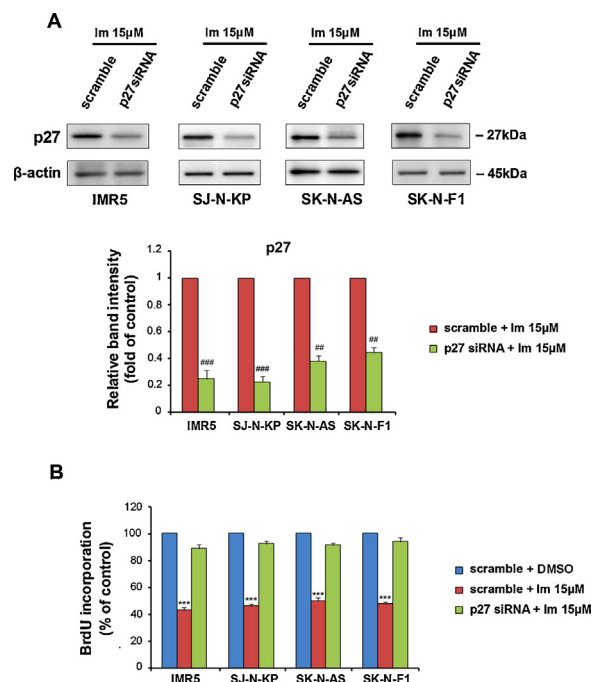 A
Im 15µM Im 15µM Im 15µM Im 15µM
scramble p27siRNA scramble p27siRNA scramble p27siRNA scramble p27siRNA
p27 – 27kDa
β-actin – 45kDa
IMR5 SJ-N-KP SK-N-AS SK-N-F1
p27
Relative band intensity
(fold of control)
1.2
1
0.8
0.6
0.4
0.2
0
### ### ## ##
IMR5 SJ-N-KP SK-N-AS SK-N-F1
scramble + Im 15µM
p27 siRNA + Im 15µM
B
BrdU incorporation
(% of control)
120
100
80
60
40
20
0
*** *** *** ***
IMR5 SJ-N-KP SK-N-AS SK-N-F1
scramble + DMSO
scramble + Im 15µM
p27 siRNA + Im 15µM